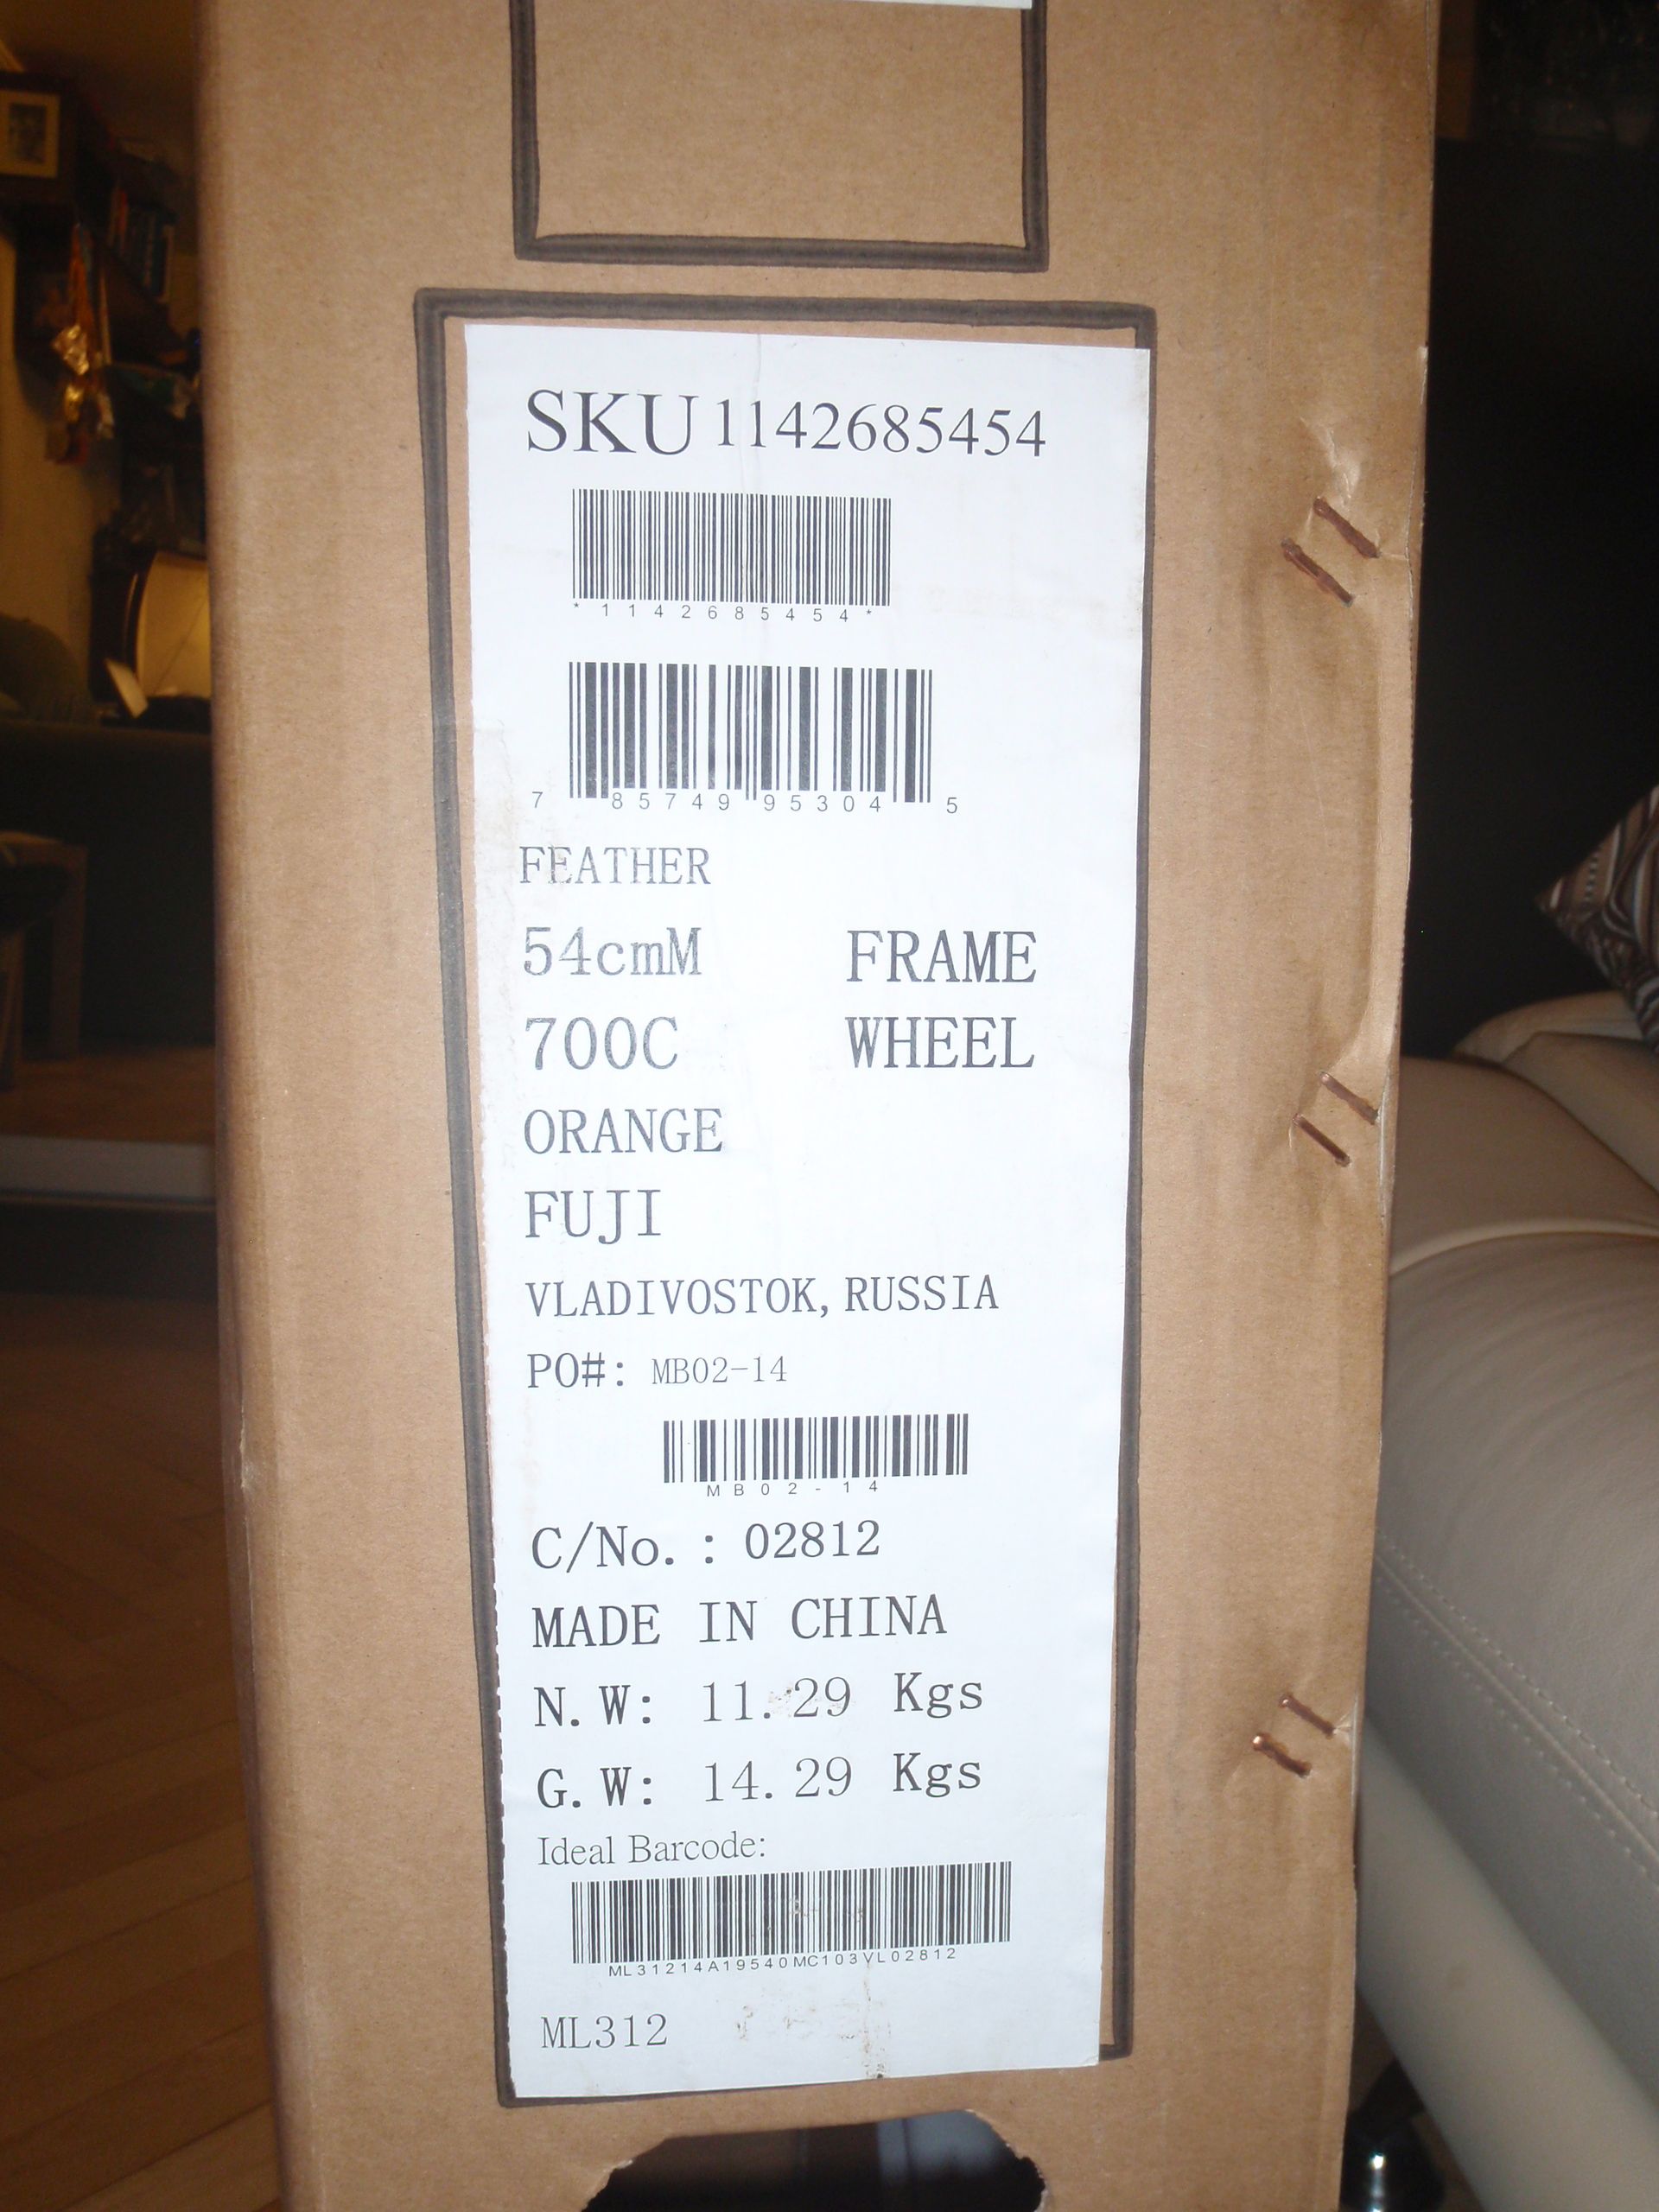 SKU 1142685454
*1142685454*
7 85749 95304 5
FEATHER
54cmM FRAME
700C WHEEL
ORANGE
FUJI
VLADIVOSTOK, RUSSIA
PO#: MB02-14
MB02-14
C/No. : 02812
MADE IN CHINA
N.W: 11.29 Kgs
G.W: 14.29 Kgs
Ideal Barcode:
ML31214A19540MC103VL02812
ML312